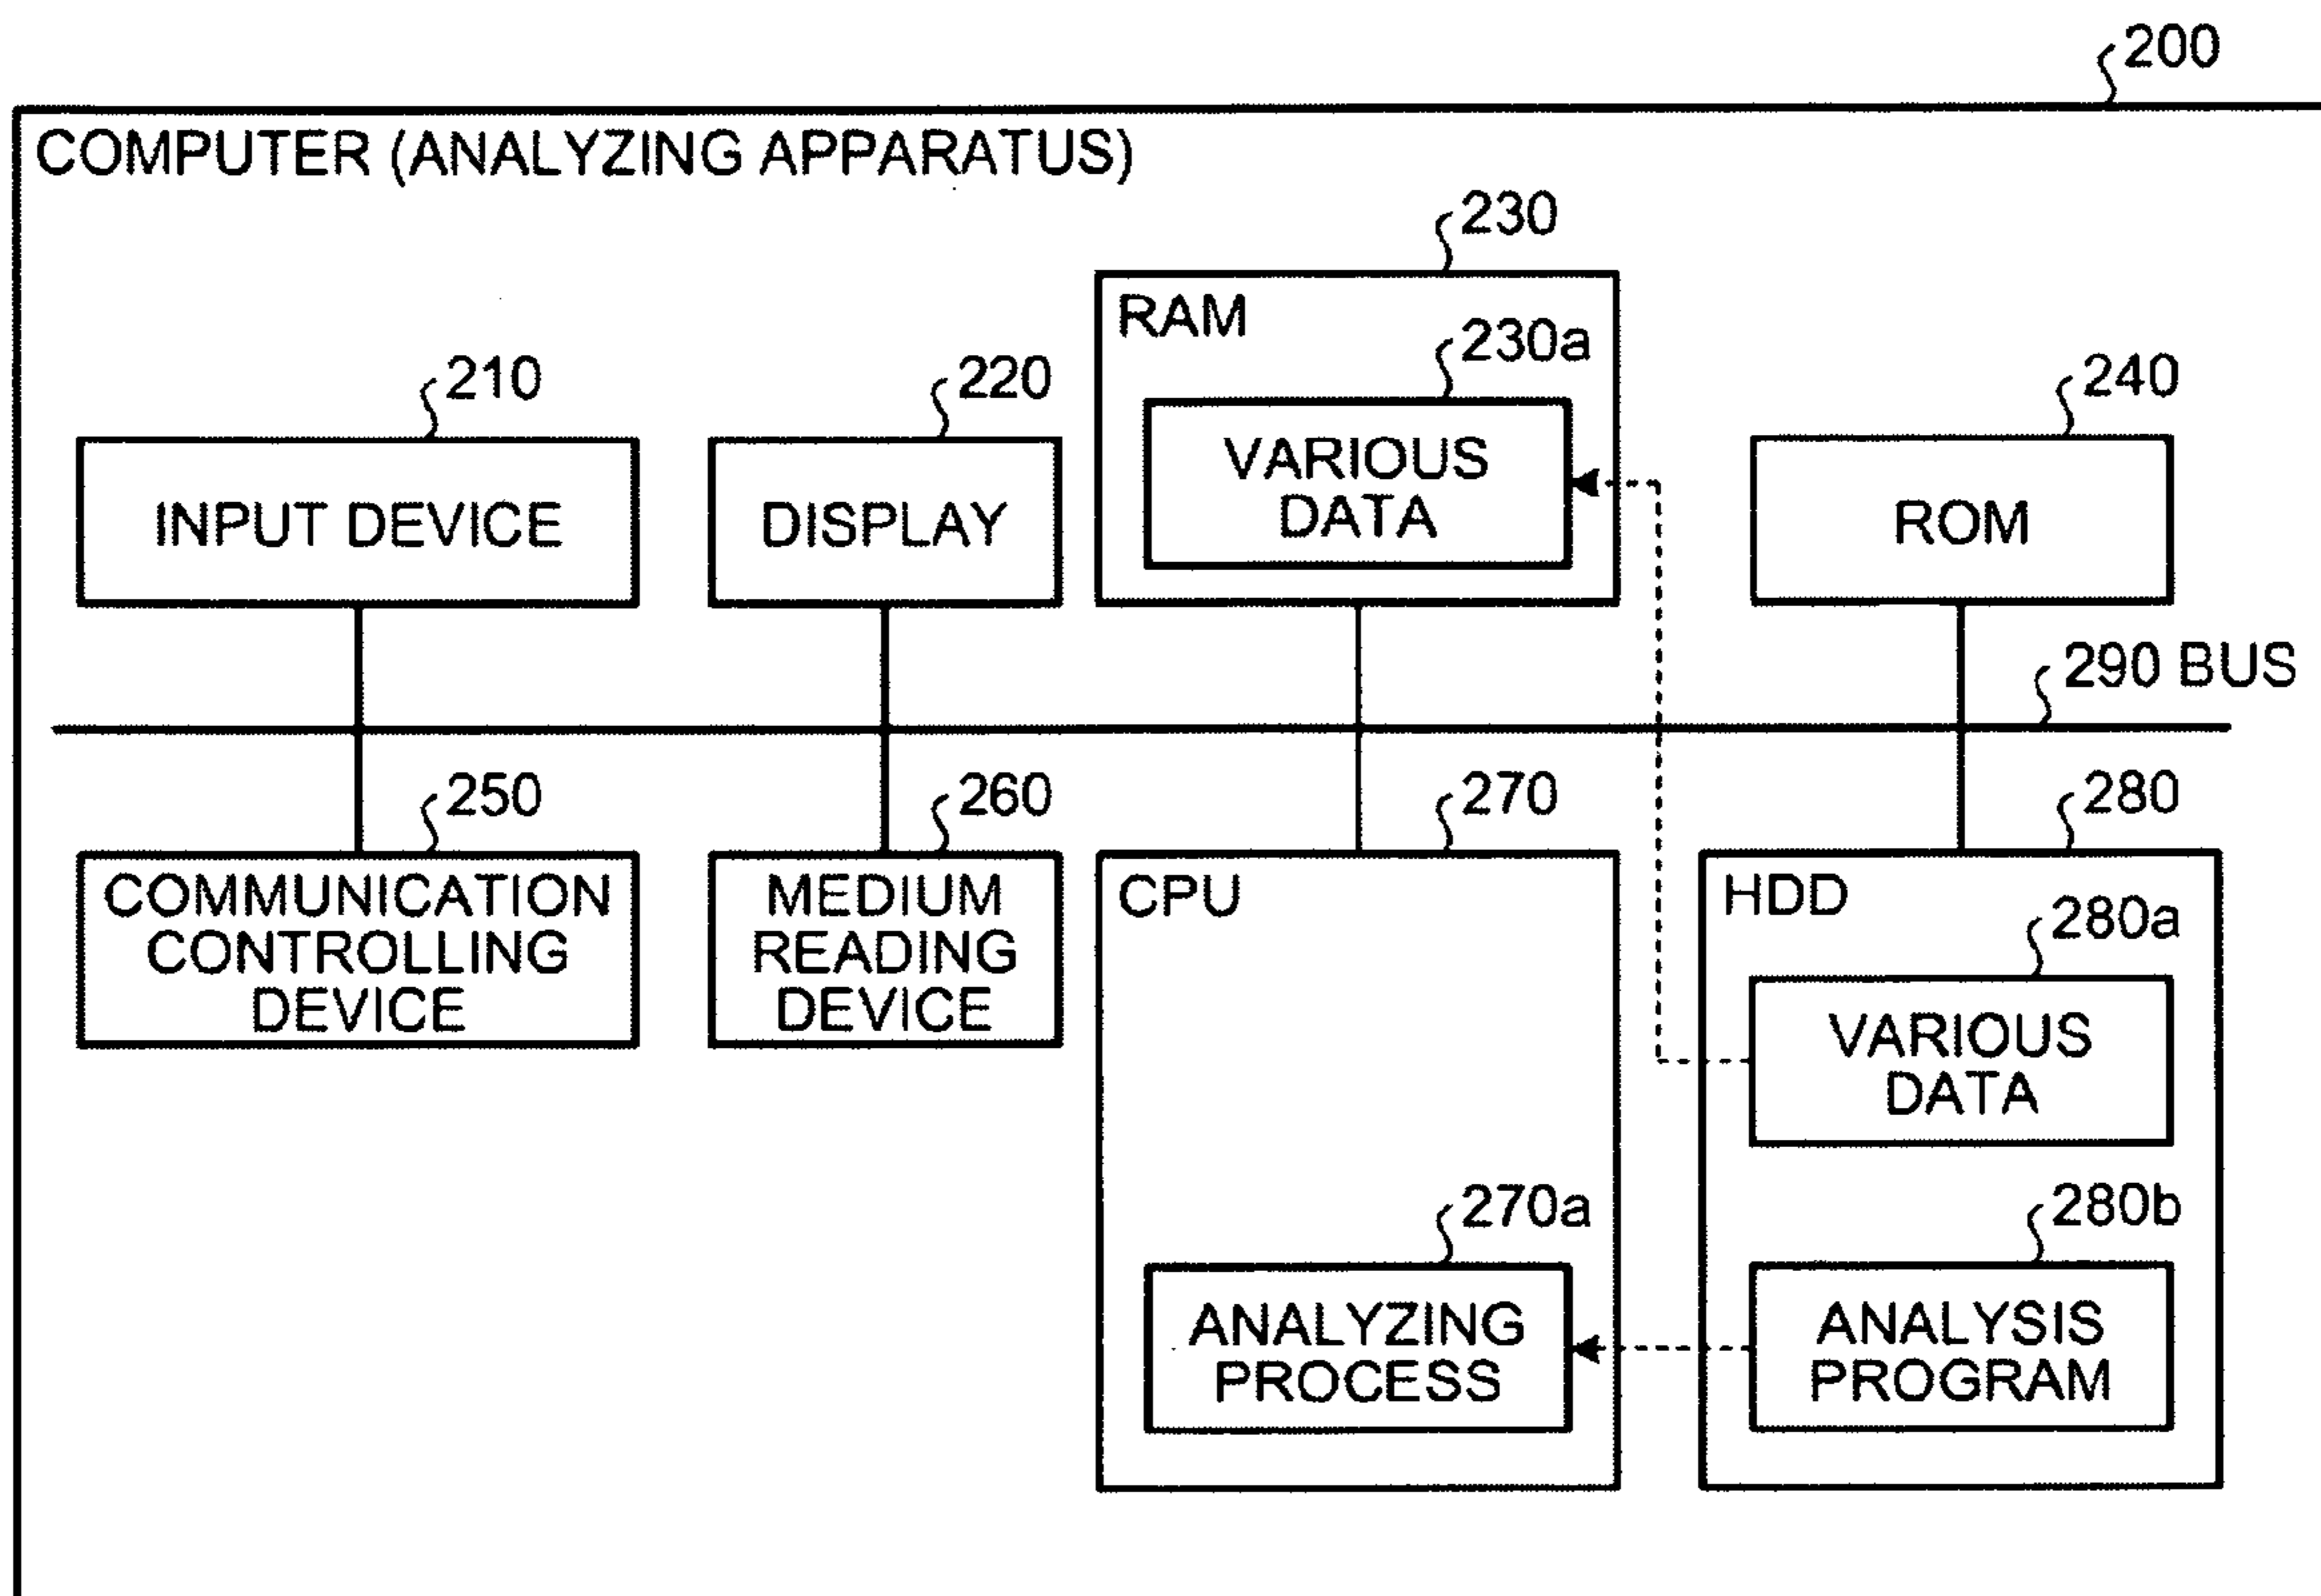 200
COMPUTER (ANALYZING APPARATUS)
230
RAM
230a
VARIOUS
DATA
210
INPUT DEVICE
220
DISPLAY
240
ROM
290 BUS
250
COMMUNICATION
CONTROLLING
DEVICE
260
MEDIUM
READING
DEVICE
270
CPU
270a
ANALYZING
PROCESS
280
HDD
280a
VARIOUS
DATA
280b
ANALYSIS
PROGRAM